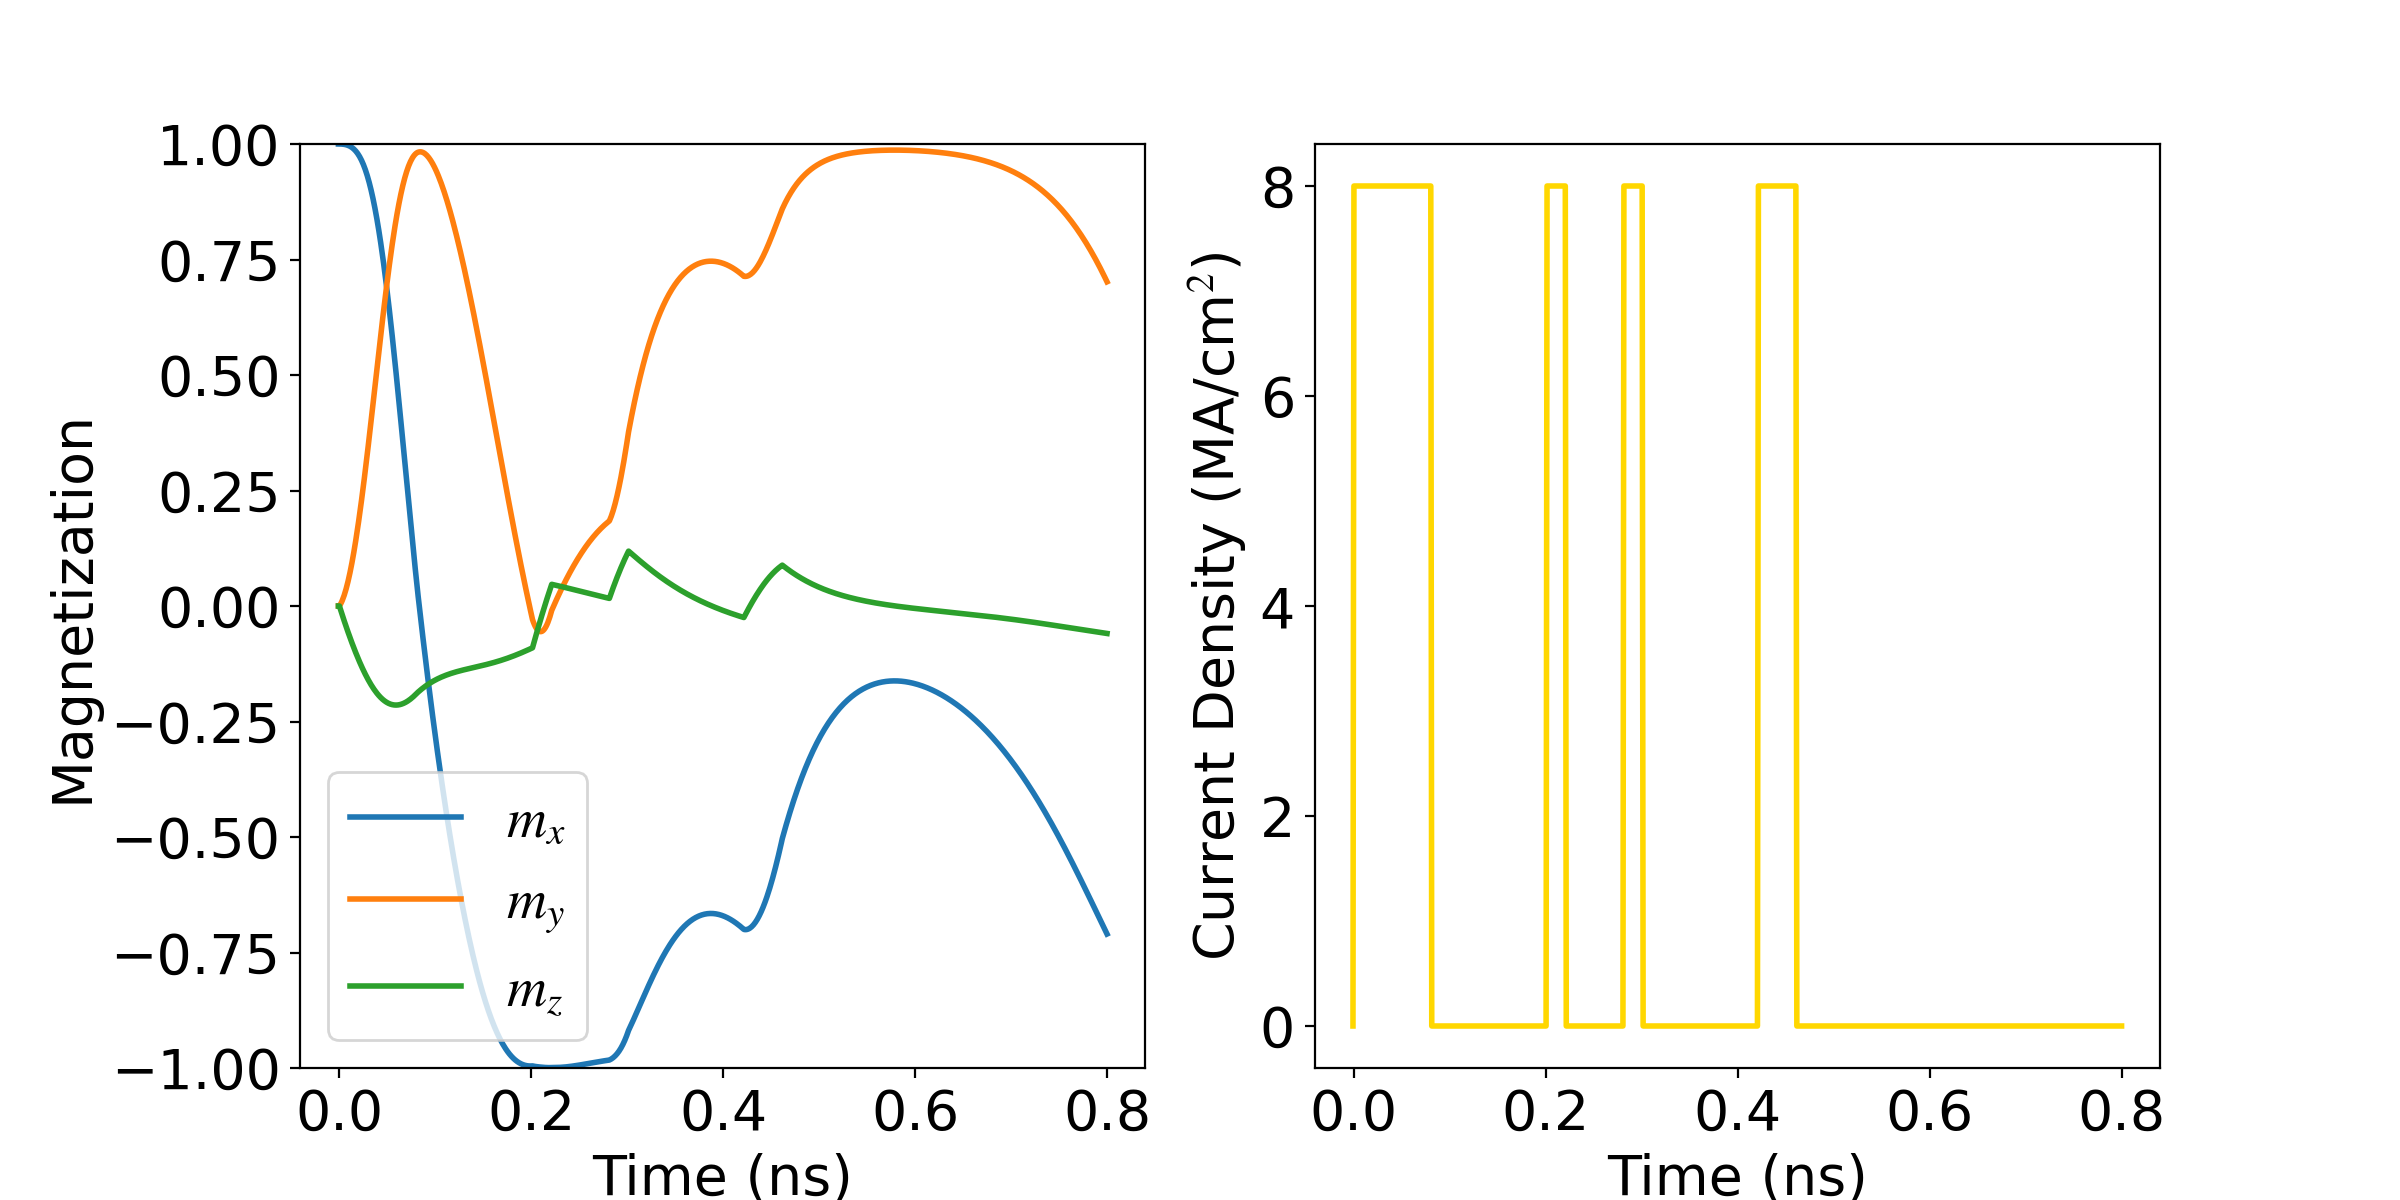 Magnetization
1.00
0.75
0.50
0.25
0.00
−0.25
−0.50
−0.75
−1.00
0.0 0.2 0.4 0.6 0.8
Time (ns)
m_x
m_y
m_z
Current Density (MA/cm²)
8
6
4
2
0
0.0 0.2 0.4 0.6 0.8
Time (ns)